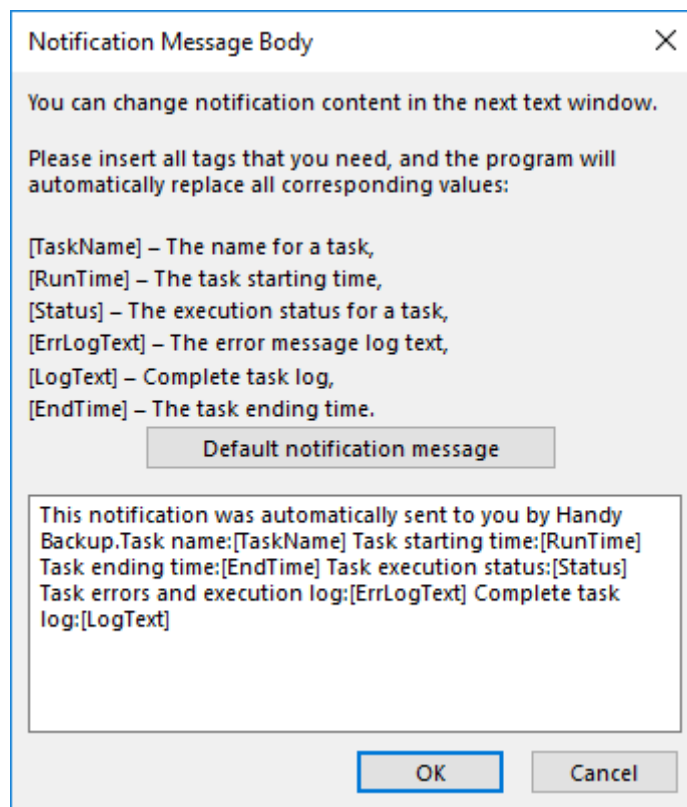 Notification Message Body
You can change notification content in the next text window.
Please insert all tags that you need, and the program will
automatically replace all corresponding values:
[TaskName] – The name for a task,
[RunTime] – The task starting time,
[Status] – The execution status for a task,
[ErrLogText] – The error message log text,
[LogText] – Complete task log,
[EndTime] – The task ending time.
Default notification message
This notification was automatically sent to you by Handy
Backup.Task name:[TaskName] Task starting time:[RunTime]
Task ending time:[EndTime] Task execution status:[Status]
Task errors and execution log:[ErrLogText] Complete task
log:[LogText]
OK Cancel